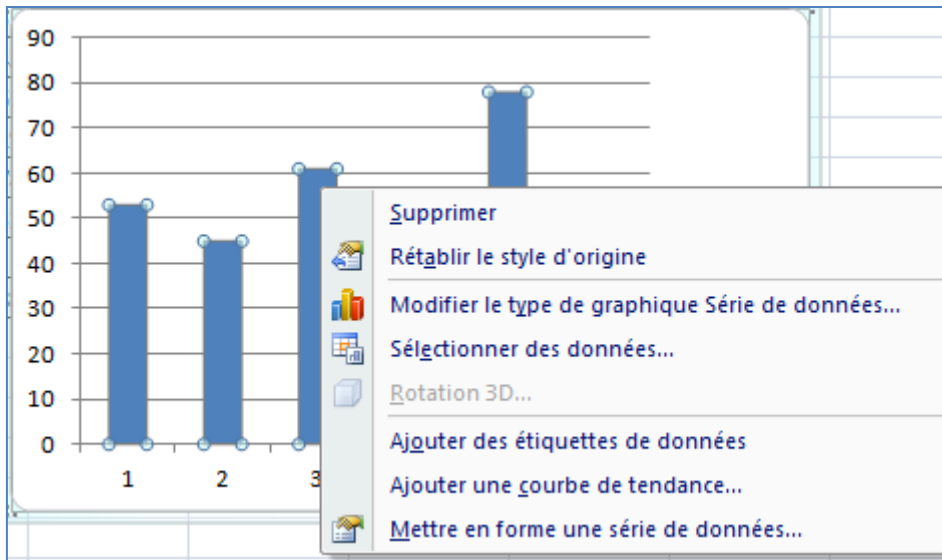 90
80
70
60
50
40
30
20
10
0
1 2 3
Supprimer
Rétablir le style d'origine
Modifier le type de graphique Série de données...
Sélectionner des données...
Rotation 3D...
Ajouter des étiquettes de données
Ajouter une courbe de tendance...
Mettre en forme une série de données...